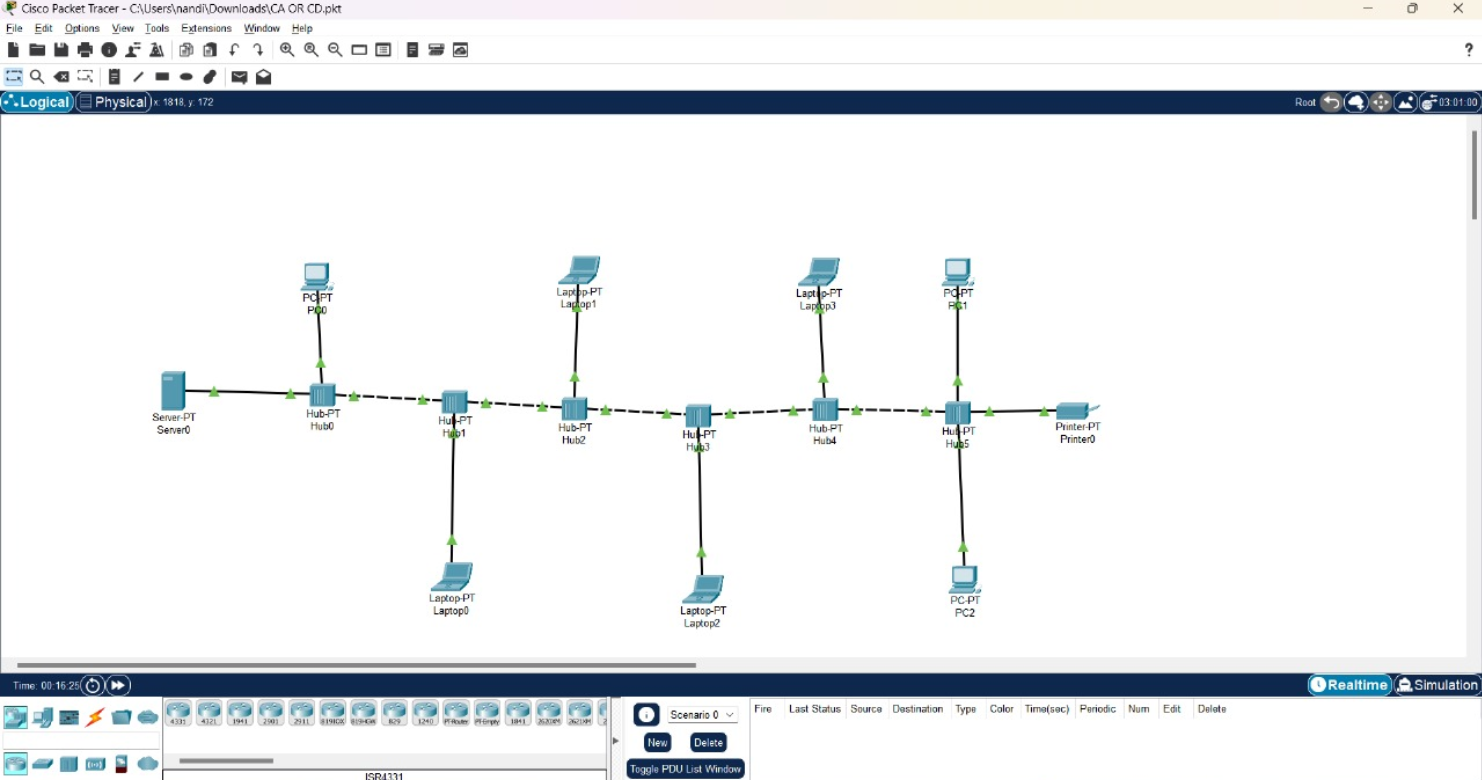 Cisco Packet Tracer - C:\Users\nandi\Downloads\CA OR CD.pkt
File Edit Options View Tools Extensions Window Help
?
Logical Physical x: 1818, y: 172
Root 03:01:00
PC-PT
PC0
Laptop-PT
Laptop1
Laptop-PT
Laptop3
PC-PT
PC1
Server-PT
Server0
Hub-PT
Hub0
Hub-PT
Hub1
Hub-PT
Hub2
Hub-PT
Hub3
Hub-PT
Hub4
Hub-PT
Hub5
Printer-PT
Printer0
Laptop-PT
Laptop0
Laptop-PT
Laptop2
PC-PT
PC2
Time: 00:16:25
Realtime Simulation
4331 4321 1941 2901 2911 819IOX 819HGW 829 1240 PT-Router PT-Empty 1841 2620XM 2621XM 2
ISR4331
Scenario 0
New Delete
Toggle PDU List Window
Fire Last Status Source Destination Type Color Time(sec) Periodic Num Edit Delete